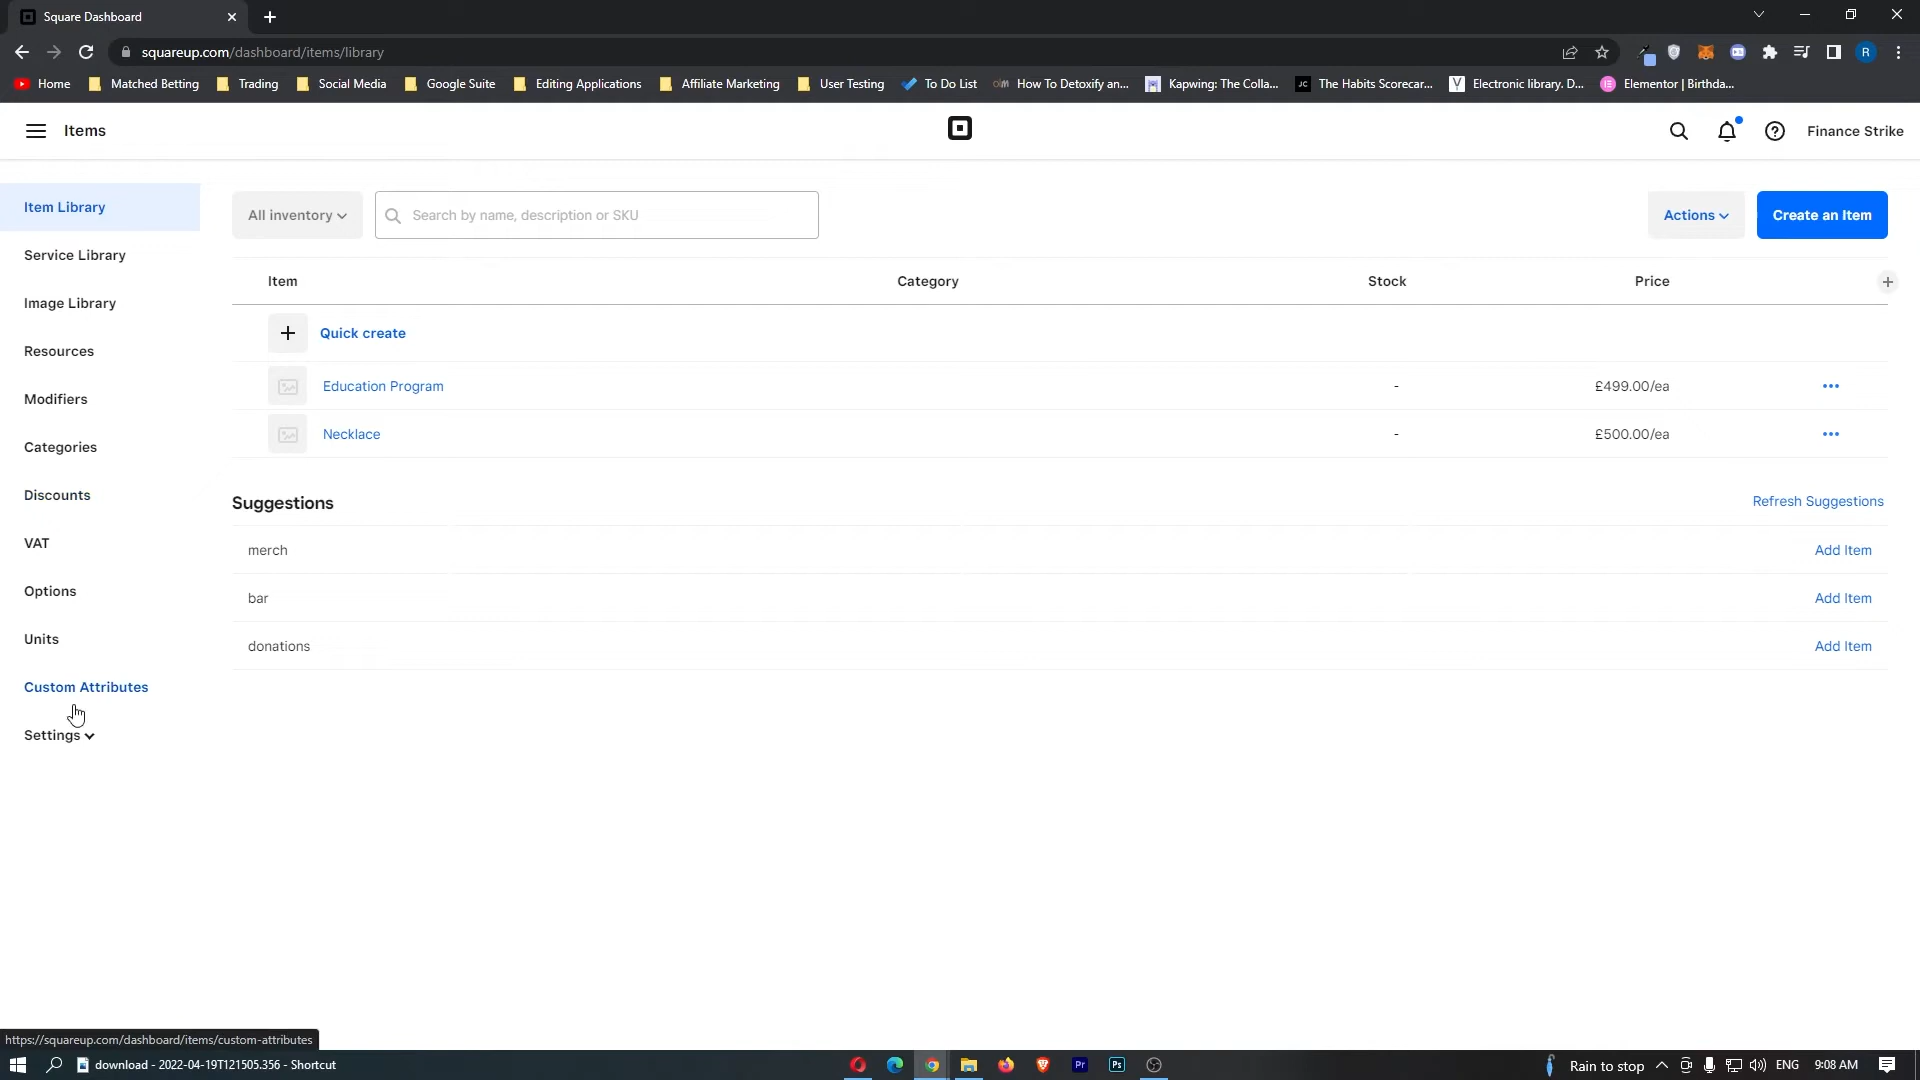 Square Dashboard
squareup.com/dashboard/items/library
R
Home
Matched Betting
Trading
Social Media
Google Suite
Editing Applications
Affiliate Marketing
User Testing
To Do List
How To Detoxify an...
Kapwing: The Colla...
JC
The Habits Scorecar...
Electronic library. D...
Elementor | Birthda...
Items
Finance Strike
Item Library
Service Library
Image Library
Resources
Modifiers
Categories
Discounts
VAT
Options
Units
Custom Attributes
Settings
All inventory
Search by name, description or SKU
Actions
Create an Item
Item Category Stock Price
Quick create
Education Program - £499.00/ea
Necklace - £500.00/ea
Suggestions
Refresh Suggestions
merch Add Item
bar Add Item
donations Add Item
https://squareup.com/dashboard/items/custom-attributes
download - 2022-04-19T121505.356 - Shortcut
Pr
Ps
Rain to stop
ENG
9:08 AM